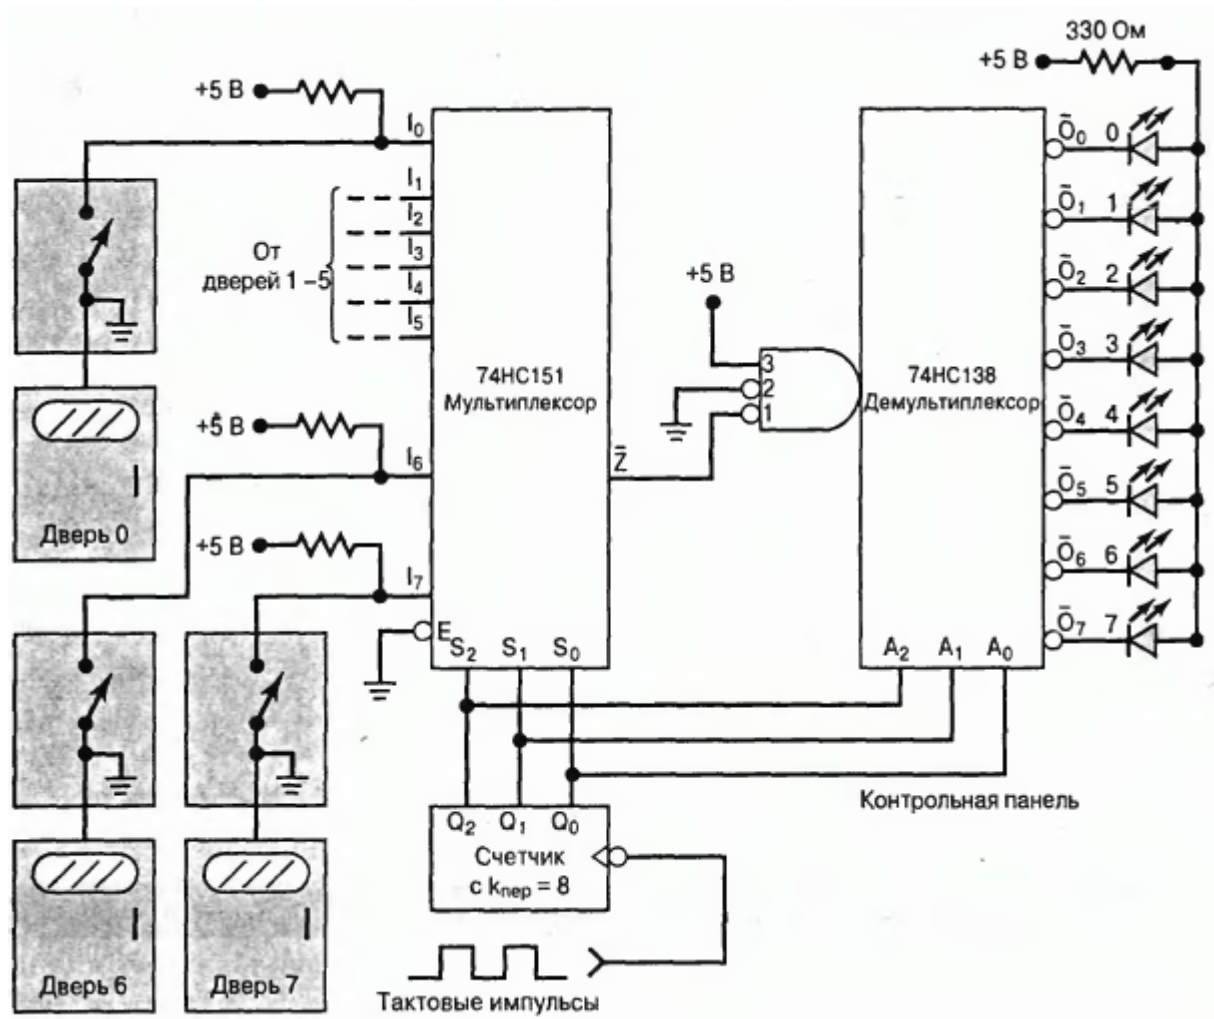 330 Ом
+5 В
+5 В
I0
I1
I2
I3
I4
I5
От
дверей 1 – 5
+5 В
3
2
1
74HC151
Мультиплексор
74HC138
Демультиплексор
Ō0 0
Ō1 1
Ō2 2
Ō3 3
Ō4 4
Ō5 5
Ō6 6
Ō7 7
+5 В
I6
Z̄
Дверь 0
+5 В
I7
E
S2 S1 S0
A2 A1 A0
Контрольная панель
Q2 Q1 Q0
Счетчик
с kпер = 8
Дверь 6
Дверь 7
Тактовые импульсы